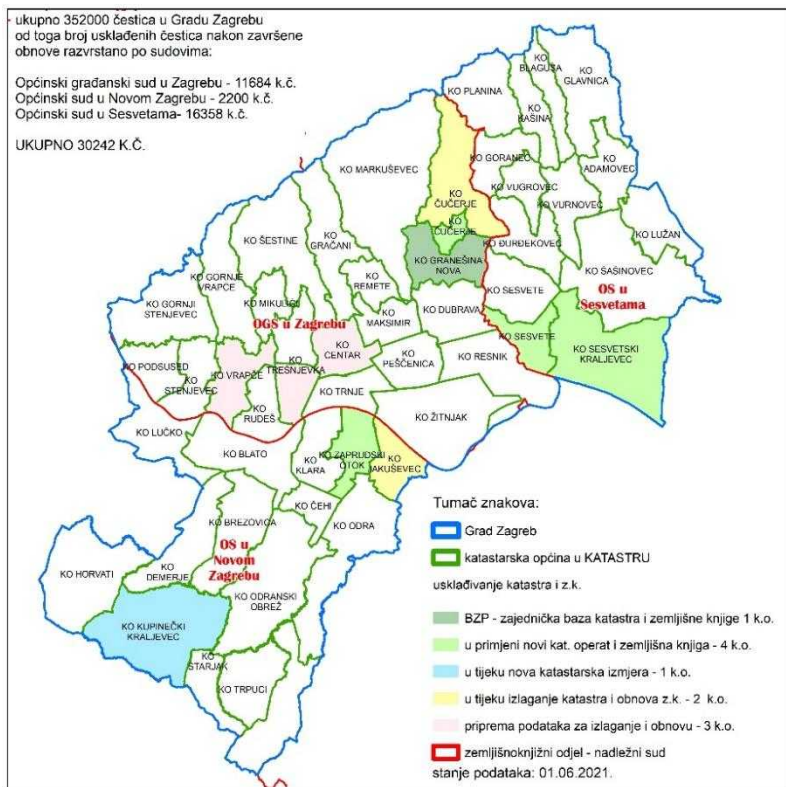 ukupno 352000 čestica u Gradu Zagrebu
od toga broj usklađenih čestica nakon završene
obnove razvrstano po sudovima:
Općinski građanski sud u Zagrebu - 11684 k.č.
Općinski sud u Novom Zagrebu - 2200 k.č.
Općinski sud u Sesvetama- 16358 k.č.
UKUPNO 30242 K.Č.
KO PLANINA
KO
BLAGUŠA
KO
GLAVNICA
KO
KAŠINA
KO MARKUŠEVEC
KO GORANEC
KO
ADAMOVEC
KO VUGROVEC
KO
ČUČERJE
KO VURNOVEC
KO
ČUČERJE
KO LUŽAN
KO ŠESTINE
KO
GRAČANI
KO ĐURĐEKOVEC
KO GRANEŠINA
NOVA
KO ŠAŠINOVEC
KO GORNJE
VRAPČE
KO
REMETE
KO SESVETE
OS u
Sesvetama
KO GORNJI
STENJEVEC
KO MIKULIĆI
KO
MAKSIMIR
KO DUBRAVA
OGS u Zagrebu
KO SESVETE
KO SESVETSKI
KRALJEVEC
KO
CENTAR
KO
PEŠČENICA
KO RESNIK
KO PODSUSED
KO
STENJEVEC
KO VRAPČE
KO
TREŠNJEVKA
KO TRNJE
KO
RUDEŠ
KO ŽITNJAK
KO LUČKO
KO BLATO
KO
KLARA
KO ZAPRUDSKI
OTOK
KO
JAKUŠEVEC
KO ČEHI
KO BREZOVICA
KO ODRA
OS u
Novom
Zagrebu
KO HORVATI
KO
DEMERJE
KO ODRANSKI
OBREŽ
KO KUPINEČKI
KRALJEVEC
KO
STARJAK
KO TRPUCI
Tumač znakova:
Grad Zagreb
katastarska općina u KATASTRU
usklađivanje katastra i z.k.
BZP - zajednička baza katastra i zemljišne knjige 1 k.o.
u primjeni novi kat. operat i zemljišna knjiga - 4 k.o.
u tijeku nova katastarska izmjera - 1 k.o.
u tijeku izlaganje katastra i obnova z.k. - 2 k.o.
priprema podataka za izlaganje i obnovu - 3 k.o.
zemljišnoknjižni odjel - nadležni sud
stanje podataka: 01.06.2021.